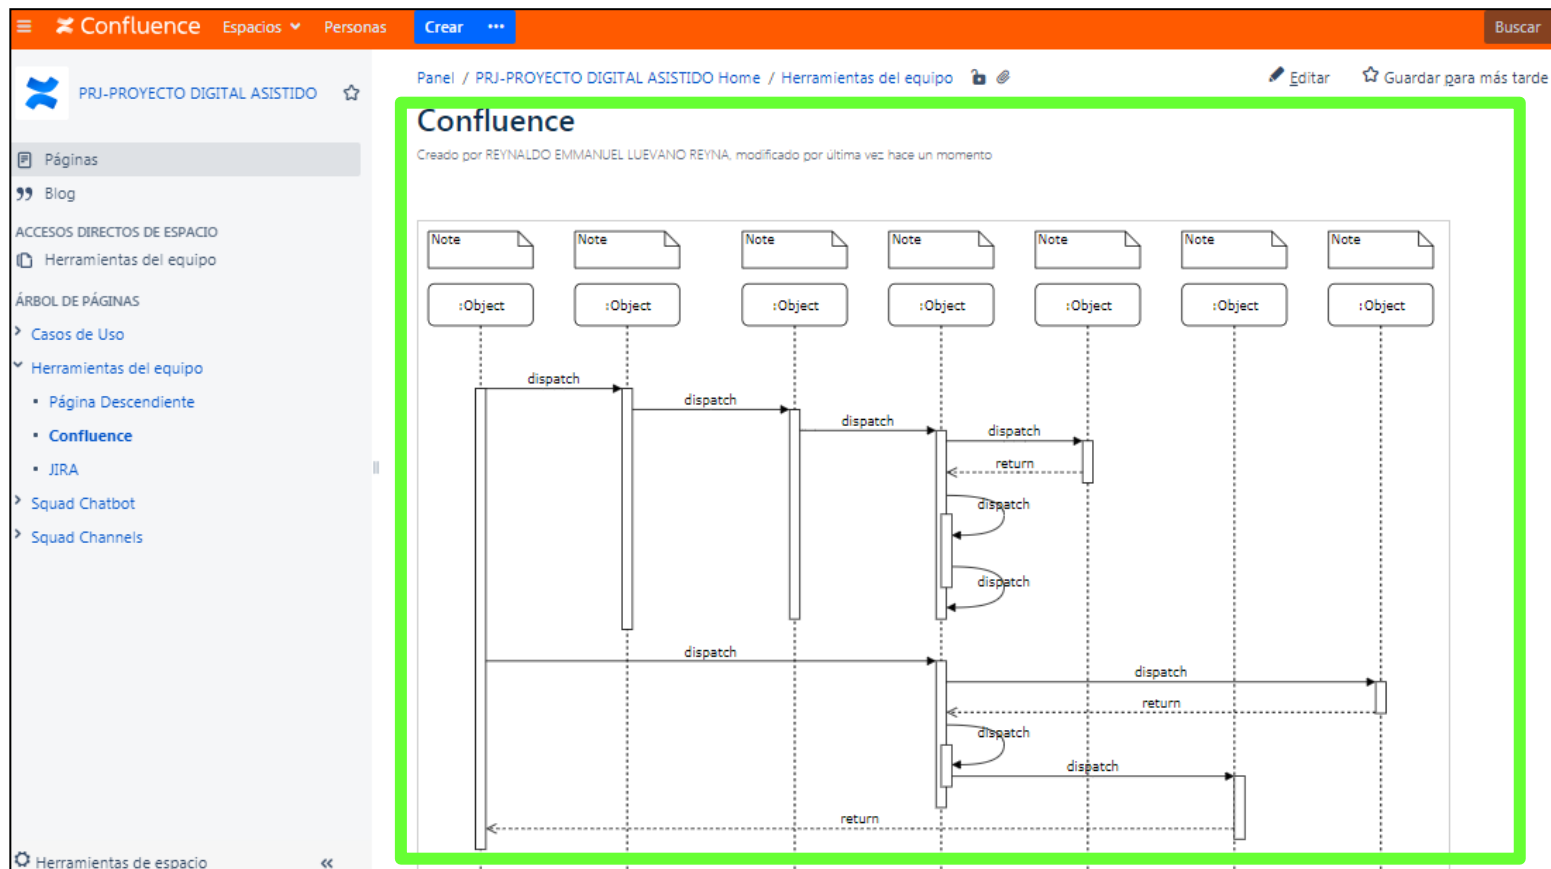 Confluence Espacios Personas Crear ••• Buscar
PRJ-PROYECTO DIGITAL ASISTIDO
Páginas
Blog
ACCESOS DIRECTOS DE ESPACIO
Herramientas del equipo
ÁRBOL DE PÁGINAS
Casos de Uso
Herramientas del equipo
Página Descendiente
Confluence
JIRA
Squad Chatbot
Squad Channels
Herramientas de espacio
Panel / PRJ-PROYECTO DIGITAL ASISTIDO Home / Herramientas del equipo
Editar Guardar para más tarde
Confluence
Creado por REYNALDO EMMANUEL LUEVANO REYNA, modificado por última vez hace un momento
Note Note Note Note Note Note Note
:Object :Object :Object :Object :Object :Object :Object
dispatch
dispatch
dispatch
dispatch
return
dispatch
dispatch
dispatch
dispatch
return
dispatch
dispatch
return